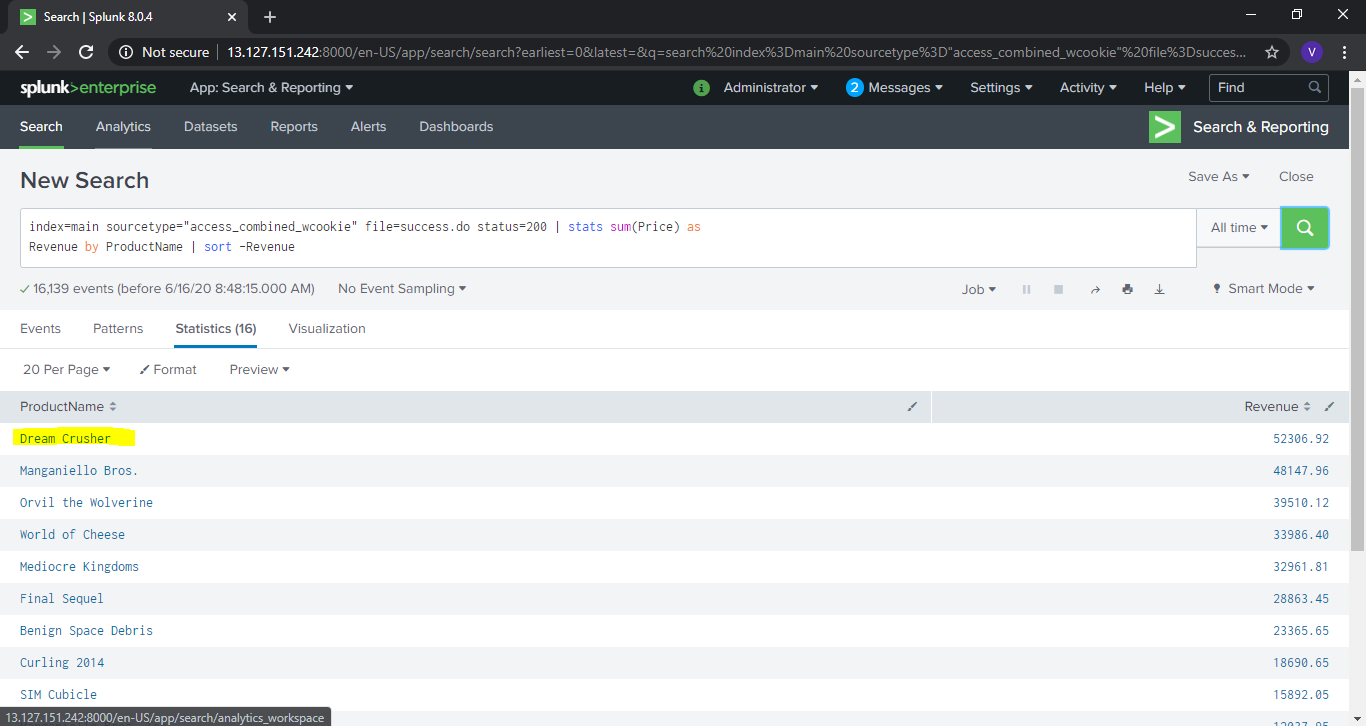 Search | Splunk 8.0.4
Not secure | 13.127.151.242:8000/en-US/app/search/search?earliest=0&latest=&q=search%20index%3Dmain%20sourcetype%3D"access_combined_wcookie"%20file%3Dsucces...
V
splunk>enterprise App: Search & Reporting i Administrator 2 Messages Settings Activity Help Find
Search Analytics Datasets Reports Alerts Dashboards > Search & Reporting
New Search Save As Close
index=main sourcetype="access_combined_wcookie" file=success.do status=200 | stats sum(Price) as
Revenue by ProductName | sort -Revenue
All time
16,139 events (before 6/16/20 8:48:15.000 AM) No Event Sampling Job Smart Mode
Events Patterns Statistics (16) Visualization
20 Per Page Format Preview
ProductName Revenue
Dream Crusher 52306.92
Manganiello Bros. 48147.96
Orvil the Wolverine 39510.12
World of Cheese 33986.40
Mediocre Kingdoms 32961.81
Final Sequel 28863.45
Benign Space Debris 23365.65
Curling 2014 18690.65
SIM Cubicle 15892.05
13.127.151.242:8000/en-US/app/search/analytics_workspace